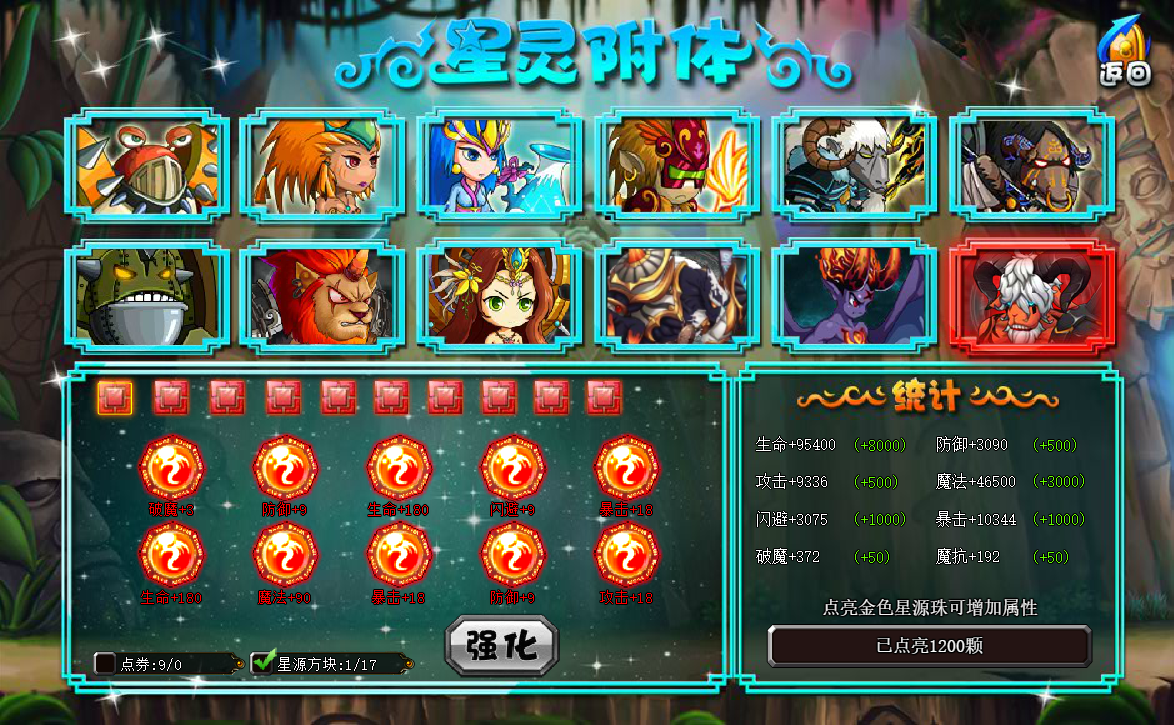 星灵附体
返回
统计
生命+95400 (+8000) 防御+3090 (+500)
攻击+9336 (+500) 魔法+46500 (+3000)
闪避+3075 (+1000) 暴击+10344 (+1000)
破魔+372 (+50) 魔抗+192 (+50)
破魔+8 防御+9 生命+180 闪避+9 暴击+18
生命+180 魔法+90 暴击+18 防御+9 攻击+18
点亮金色星源珠可增加属性
已点亮1200颗
强化
点券:9/0 星源方块:1/17